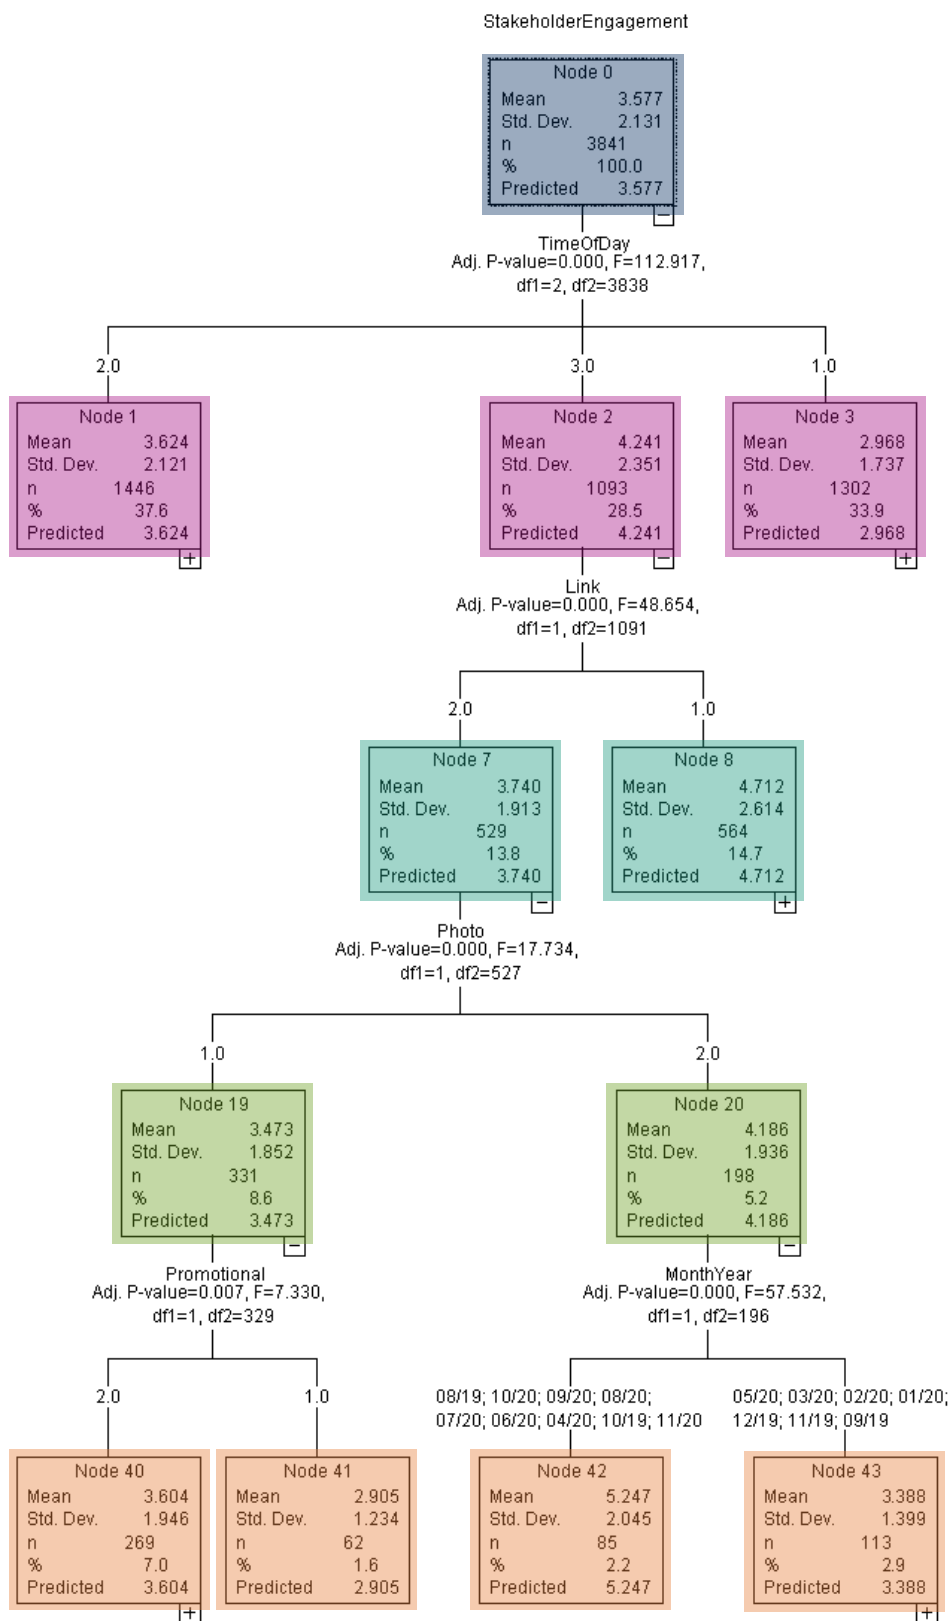 StakeholderEngagement
Node 0
Mean 3.577
Std. Dev. 2.131
n 3841
% 100.0
Predicted 3.577
TimeOfDay
Adj. P-value=0.000, F=112.917,
df1=2, df2=3838
2.0
3.0
1.0
Node 1
Mean 3.624
Std. Dev. 2.121
n 1446
% 37.6
Predicted 3.624
Node 2
Mean 4.241
Std. Dev. 2.351
n 1093
% 28.5
Predicted 4.241
Node 3
Mean 2.968
Std. Dev. 1.737
n 1302
% 33.9
Predicted 2.968
Link
Adj. P-value=0.000, F=48.654,
df1=1, df2=1091
2.0
1.0
Node 7
Mean 3.740
Std. Dev. 1.913
n 529
% 13.8
Predicted 3.740
Node 8
Mean 4.712
Std. Dev. 2.614
n 564
% 14.7
Predicted 4.712
Photo
Adj. P-value=0.000, F=17.734,
df1=1, df2=527
1.0
2.0
Node 19
Mean 3.473
Std. Dev. 1.852
n 331
% 8.6
Predicted 3.473
Node 20
Mean 4.186
Std. Dev. 1.936
n 198
% 5.2
Predicted 4.186
Promotional
Adj. P-value=0.007, F=7.330,
df1=1, df2=329
MonthYear
Adj. P-value=0.000, F=57.532,
df1=1, df2=196
2.0
1.0
08/19; 10/20; 09/20; 08/20;
07/20; 06/20; 04/20; 10/19; 11/20
05/20; 03/20; 02/20; 01/20;
12/19; 11/19; 09/19
Node 40
Mean 3.604
Std. Dev. 1.946
n 269
% 7.0
Predicted 3.604
Node 41
Mean 2.905
Std. Dev. 1.234
n 62
% 1.6
Predicted 2.905
Node 42
Mean 5.247
Std. Dev. 2.045
n 85
% 2.2
Predicted 5.247
Node 43
Mean 3.388
Std. Dev. 1.399
n 113
% 2.9
Predicted 3.388